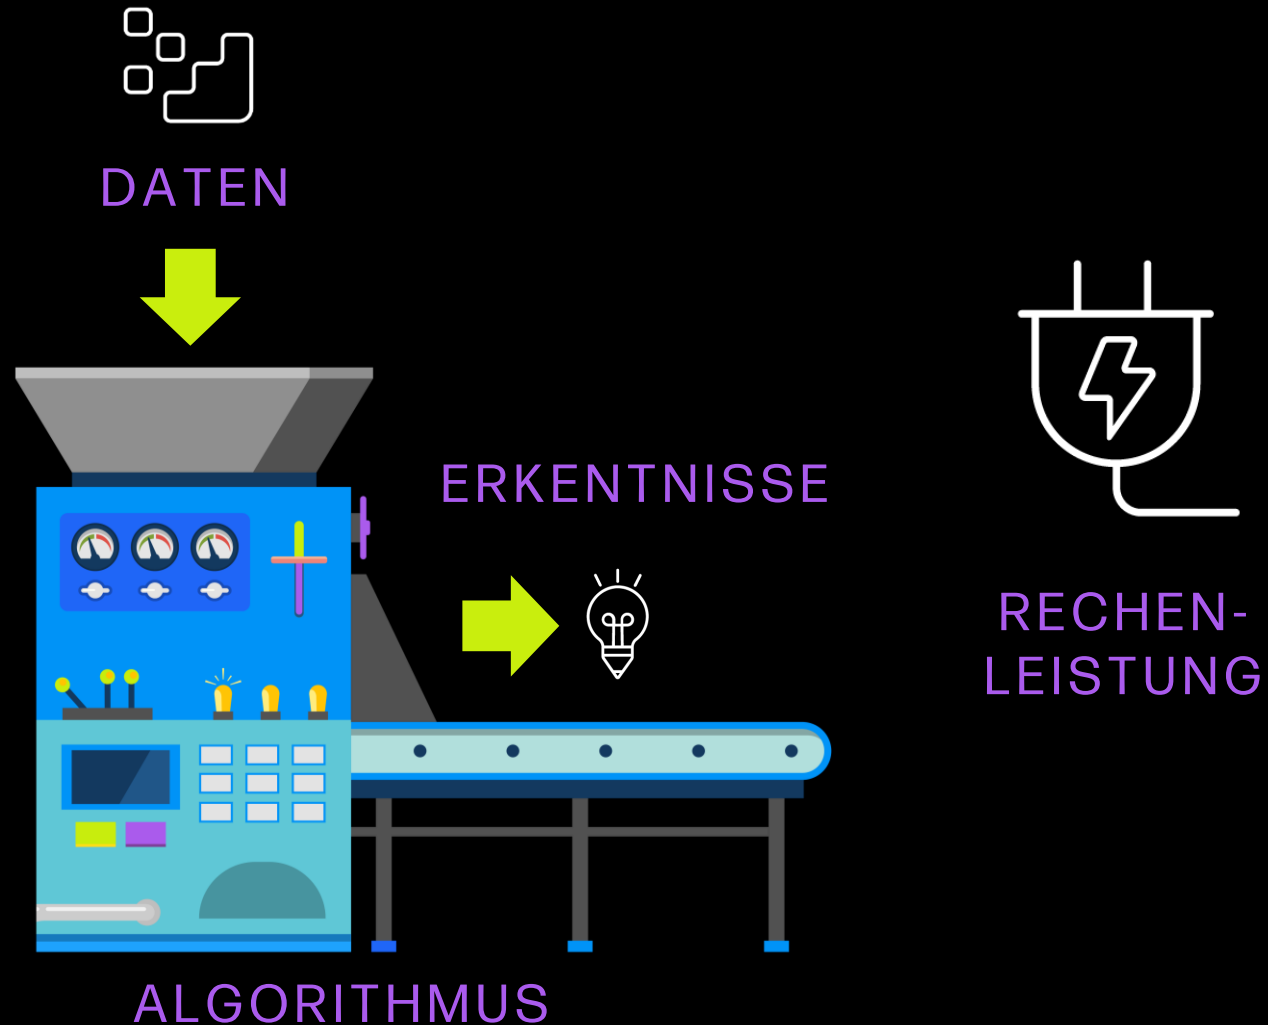 DATEN
ERKENTNISSE
RECHEN-
LEISTUNG
ALGORITHMUS